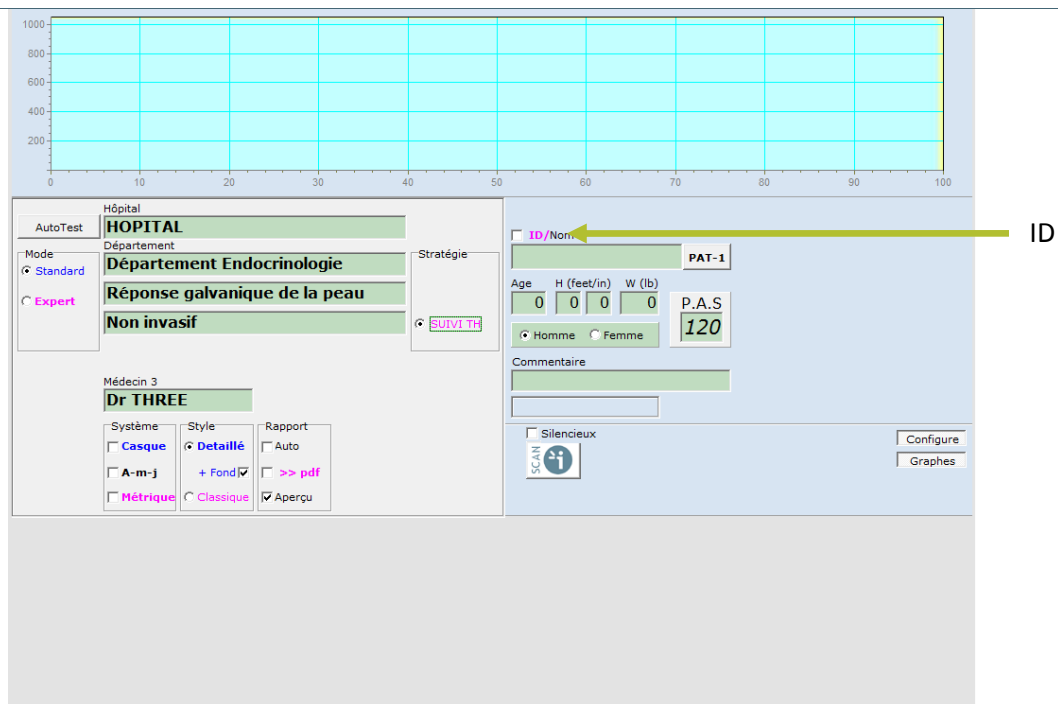 1000
800
600
400
200
0 10 20 30 40 50 60 70 80 90 100
Hôpital
AutoTest
HOPITAL
Département
Mode
Standard
Expert
Département Endocrinologie
Réponse galvanique de la peau
Non invasif
Stratégie
SUIVI TH
Médecin 3
Dr THREE
Système
Casque
A-m-j
Métrique
Style
Detaillé
+ Fond
Classique
Rapport
Auto
>> pdf
Aperçu
ID/Nom
ID
PAT-1
Age H (feet/in) W (lb)
0 0 0 0
P.A.S
120
Homme Femme
Commentaire
Silencieux
SCAN
i
Configure
Graphes